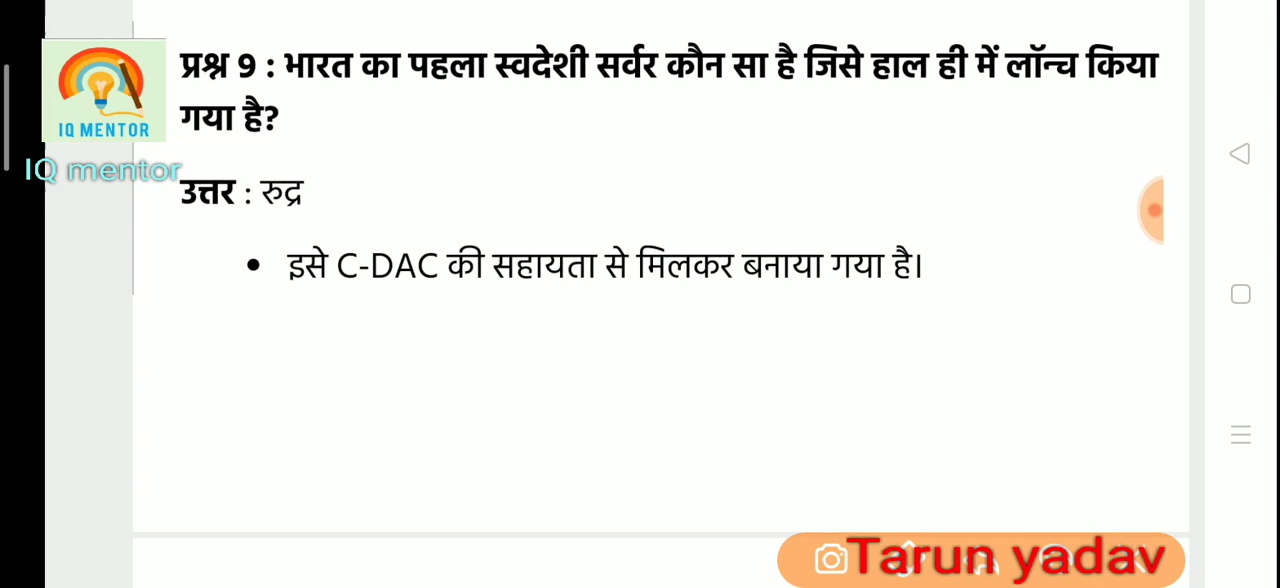 प्रश्न 9 : भारत का पहला स्वदेशी सर्वर कौन सा है जिसे हाल ही में लॉन्च किया
गया है?
IQ MENTOR
IQ mentor
उत्तर : रुद्र
• इसे C-DAC की सहायता से मिलकर बनाया गया है।
Tarun yadav